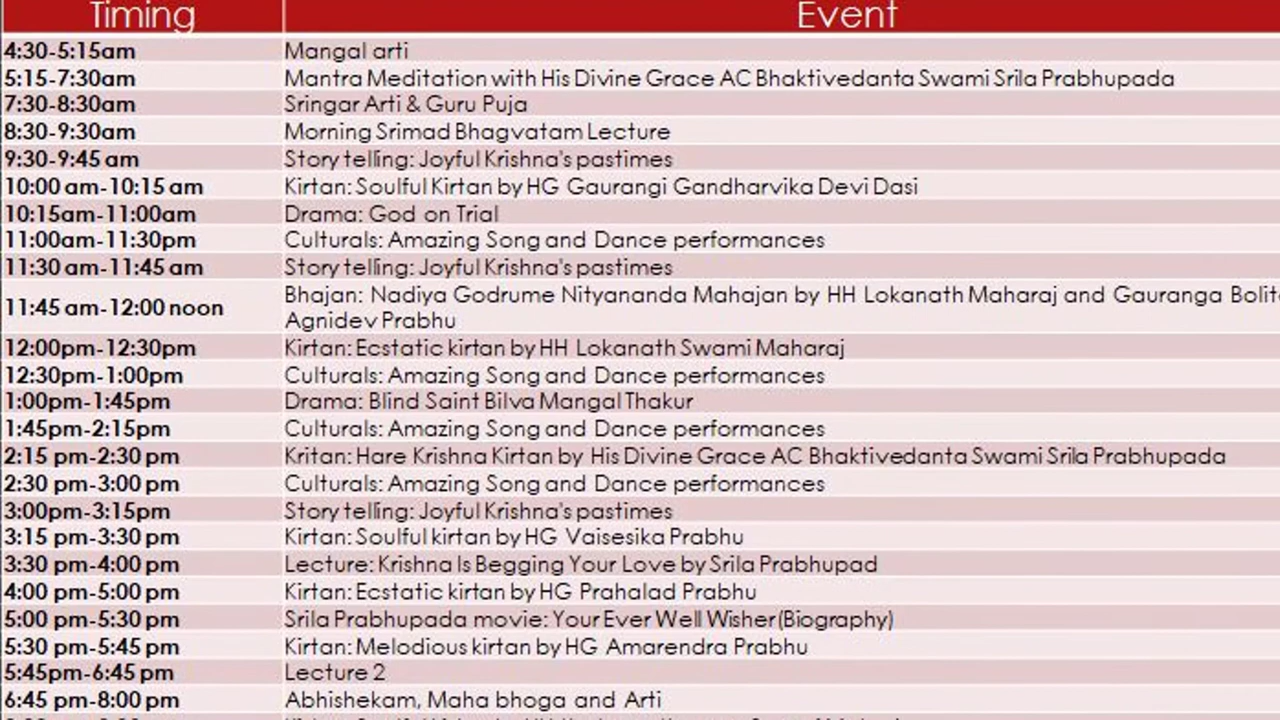 Timing Event
4:30-5:15am Mangal arti
5:15-7:30am Mantra Meditation with His Divine Grace AC Bhaktivedanta Swami Srila Prabhupada
7:30-8:30am Sringar Arti & Guru Puja
8:30-9:30am Morning Srimad Bhagvatam Lecture
9:30-9:45 am Story telling: Joyful Krishna's pastimes
10:00 am-10:15 am Kirtan: Soulful Kirtan by HG Gaurangi Gandharvika Devi Dasi
10:15am-11:00am Drama: God on Trial
11:00am-11:30pm Culturals: Amazing Song and Dance performances
11:30 am-11:45 am Story telling: Joyful Krishna's pastimes
11:45 am-12:00 noon Bhajan: Nadiya Godrume Nityananda Mahajan by HH Lokanath Maharaj and Gauranga
Agnidev Prabhu
12:00pm-12:30pm Kirtan: Ecstatic kirtan by HH Lokanath Swami Maharaj
12:30pm-1:00pm Culturals: Amazing Song and Dance performances
1:00pm-1:45pm Drama: Blind Saint Bilva Mangal Thakur
1:45pm-2:15pm Culturals: Amazing Song and Dance performances
2:15 pm-2:30 pm Kritan: Hare Krishna Kirtan by His Divine Grace AC Bhaktivedanta Swami Srila Prabhupada
2:30 pm-3:00 pm Culturals: Amazing Song and Dance performances
3:00pm-3:15pm Story telling: Joyful Krishna's pastimes
3:15 pm-3:30 pm Kirtan: Soulful kirtan by HG Vaisesika Prabhu
3:30 pm-4:00 pm Lecture: Krishna Is Begging Your Love by Srila Prabhupad
4:00 pm-5:00 pm Kirtan: Ecstatic kirtan by HG Prahalad Prabhu
5:00 pm-5:30 pm Srila Prabhupada movie: Your Ever Well Wisher(Biography)
5:30 pm-5:45 pm Kirtan: Melodious kirtan by HG Amarendra Prabhu
5:45pm-6:45 pm Lecture 2
6:45 pm-8:00 pm Abhishekam, Maha bhoga and Arti